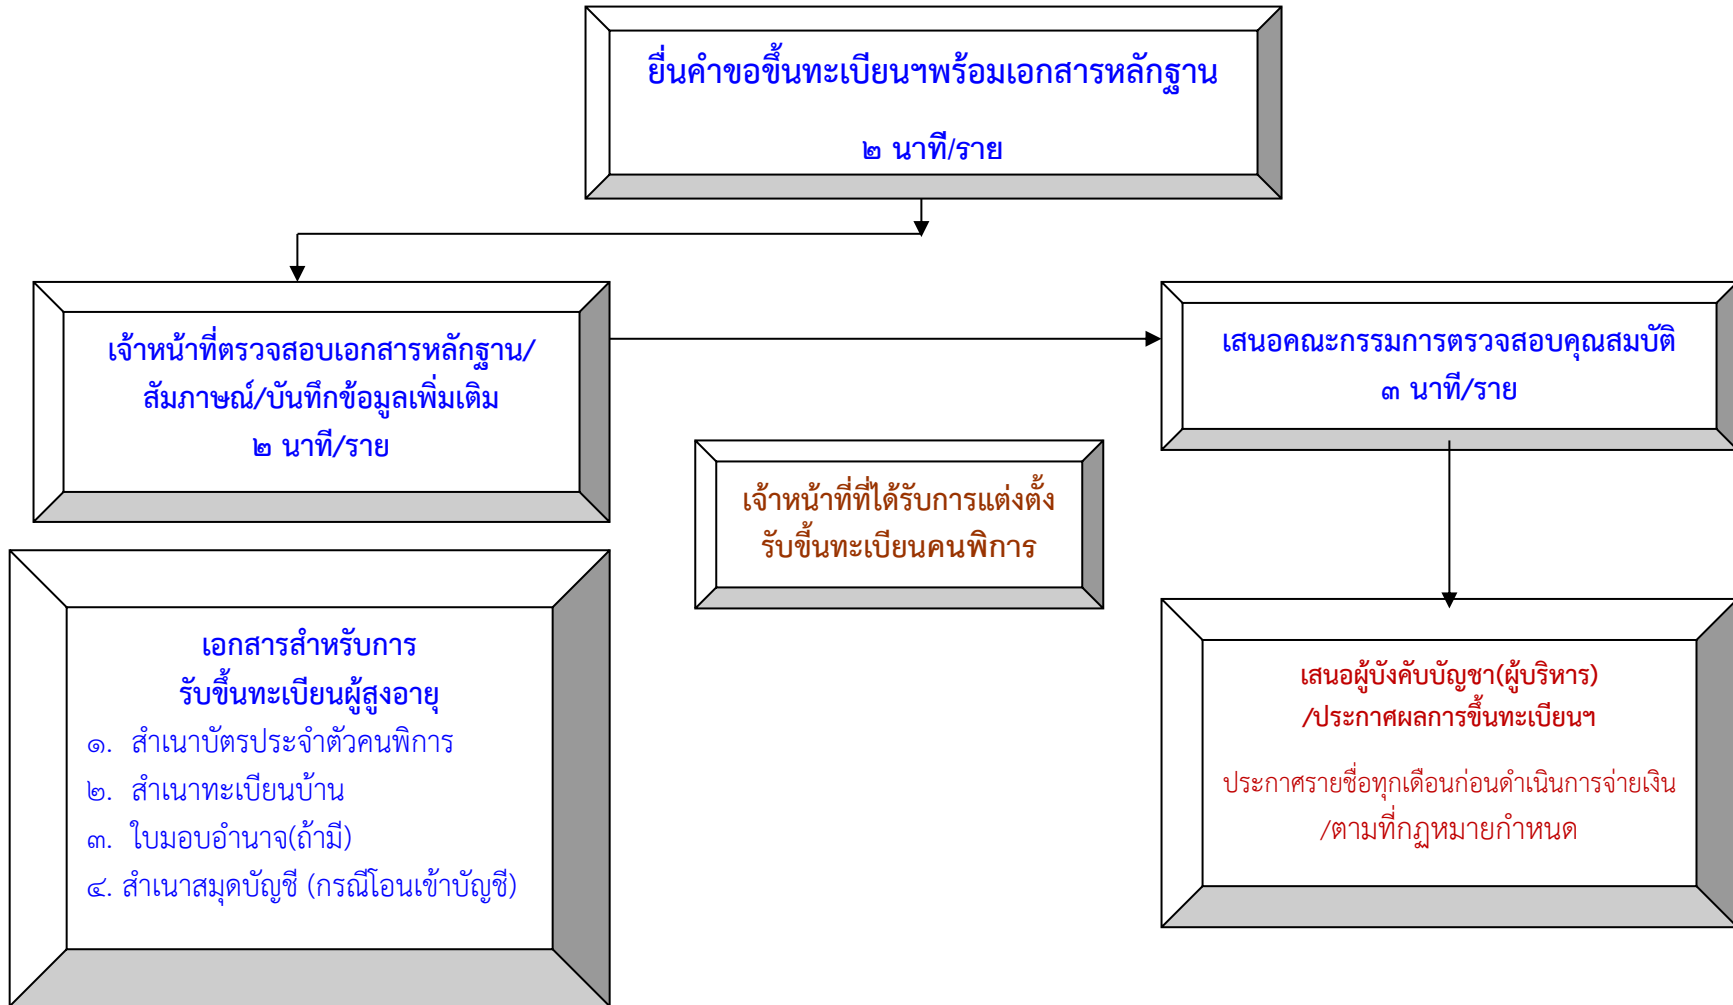 ยื่นคำขอขึ้นทะเบียนฯพร้อมเอกสารหลักฐาน
๒ นาที/ราย
เจ้าหน้าที่ตรวจสอบเอกสารหลักฐาน/
สัมภาษณ์/บันทึกข้อมูลเพิ่มเติม
๒ นาที/ราย
เสนอคณะกรรมการตรวจสอบคุณสมบัติ
๓ นาที/ราย
เจ้าหน้าที่ที่ได้รับการแต่งตั้ง
รับขึ้นทะเบียนคนพิการ
เอกสารสำหรับการ
รับขึ้นทะเบียนผู้สูงอายุ
๑. สำเนาบัตรประจำตัวคนพิการ
๒. สำเนาทะเบียนบ้าน
๓. ใบมอบอำนาจ(ถ้ามี)
๔. สำเนาสมุดบัญชี (กรณีโอนเข้าบัญชี)
เสนอผู้บังคับบัญชา(ผู้บริหาร)
/ประกาศผลการขึ้นทะเบียนฯ
ประกาศรายชื่อทุกเดือนก่อนดำเนินการจ่ายเงิน
/ตามที่กฎหมายกำหนด